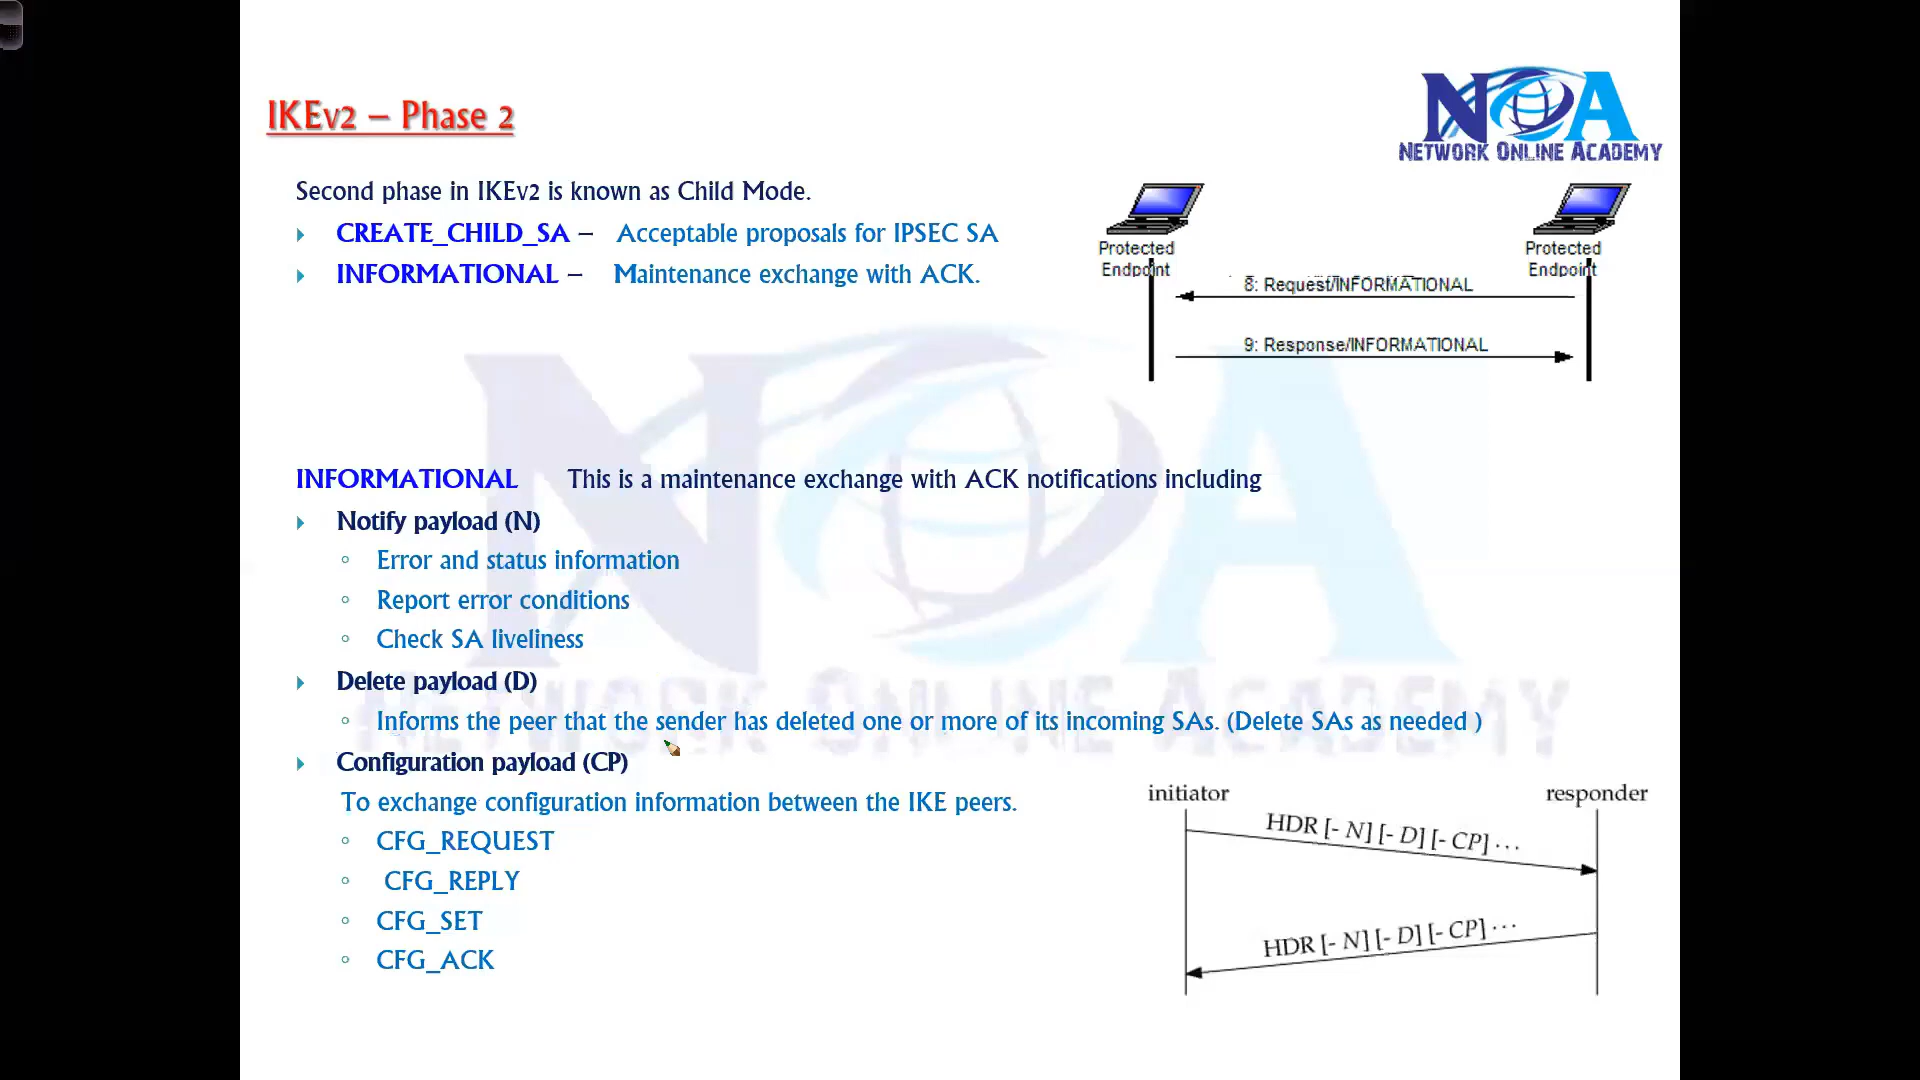 IKEv2 – Phase 2
NOA
NETWORK ONLINE ACADEMY
Second phase in IKEv2 is known as Child Mode.
CREATE_CHILD_SA – Acceptable proposals for IPSEC SA
INFORMATIONAL – Maintenance exchange with ACK.
Protected
Endpoint
Protected
Endpoint
8: Request/INFORMATIONAL
9: Response/INFORMATIONAL
INFORMATIONAL This is a maintenance exchange with ACK notifications including
Notify payload (N)
Error and status information
Report error conditions
Check SA liveliness
Delete payload (D)
Informs the peer that the sender has deleted one or more of its incoming SAs. (Delete SAs as needed )
Configuration payload (CP)
To exchange configuration information between the IKE peers.
CFG_REQUEST
CFG_REPLY
CFG_SET
CFG_ACK
initiator
responder
HDR [- N] [- D] [- CP] ···
HDR [- N] [- D] [- CP] ···
NOA
NETWORK ONLINE ACADEMY